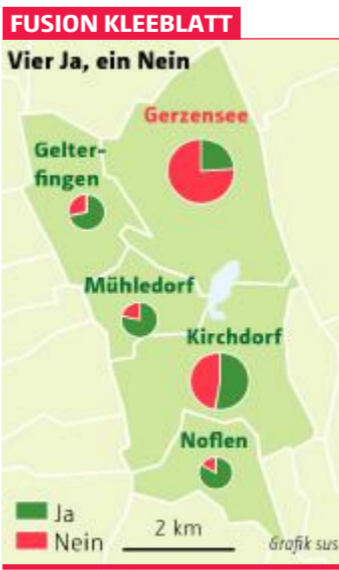 FUSION KLEEBLATT
Vier Ja, ein Nein
Gerzensee
Gelter-
fingen
Mühledorf
Kirchdorf
Noflen
Ja
Nein
2 km
Grafik sus